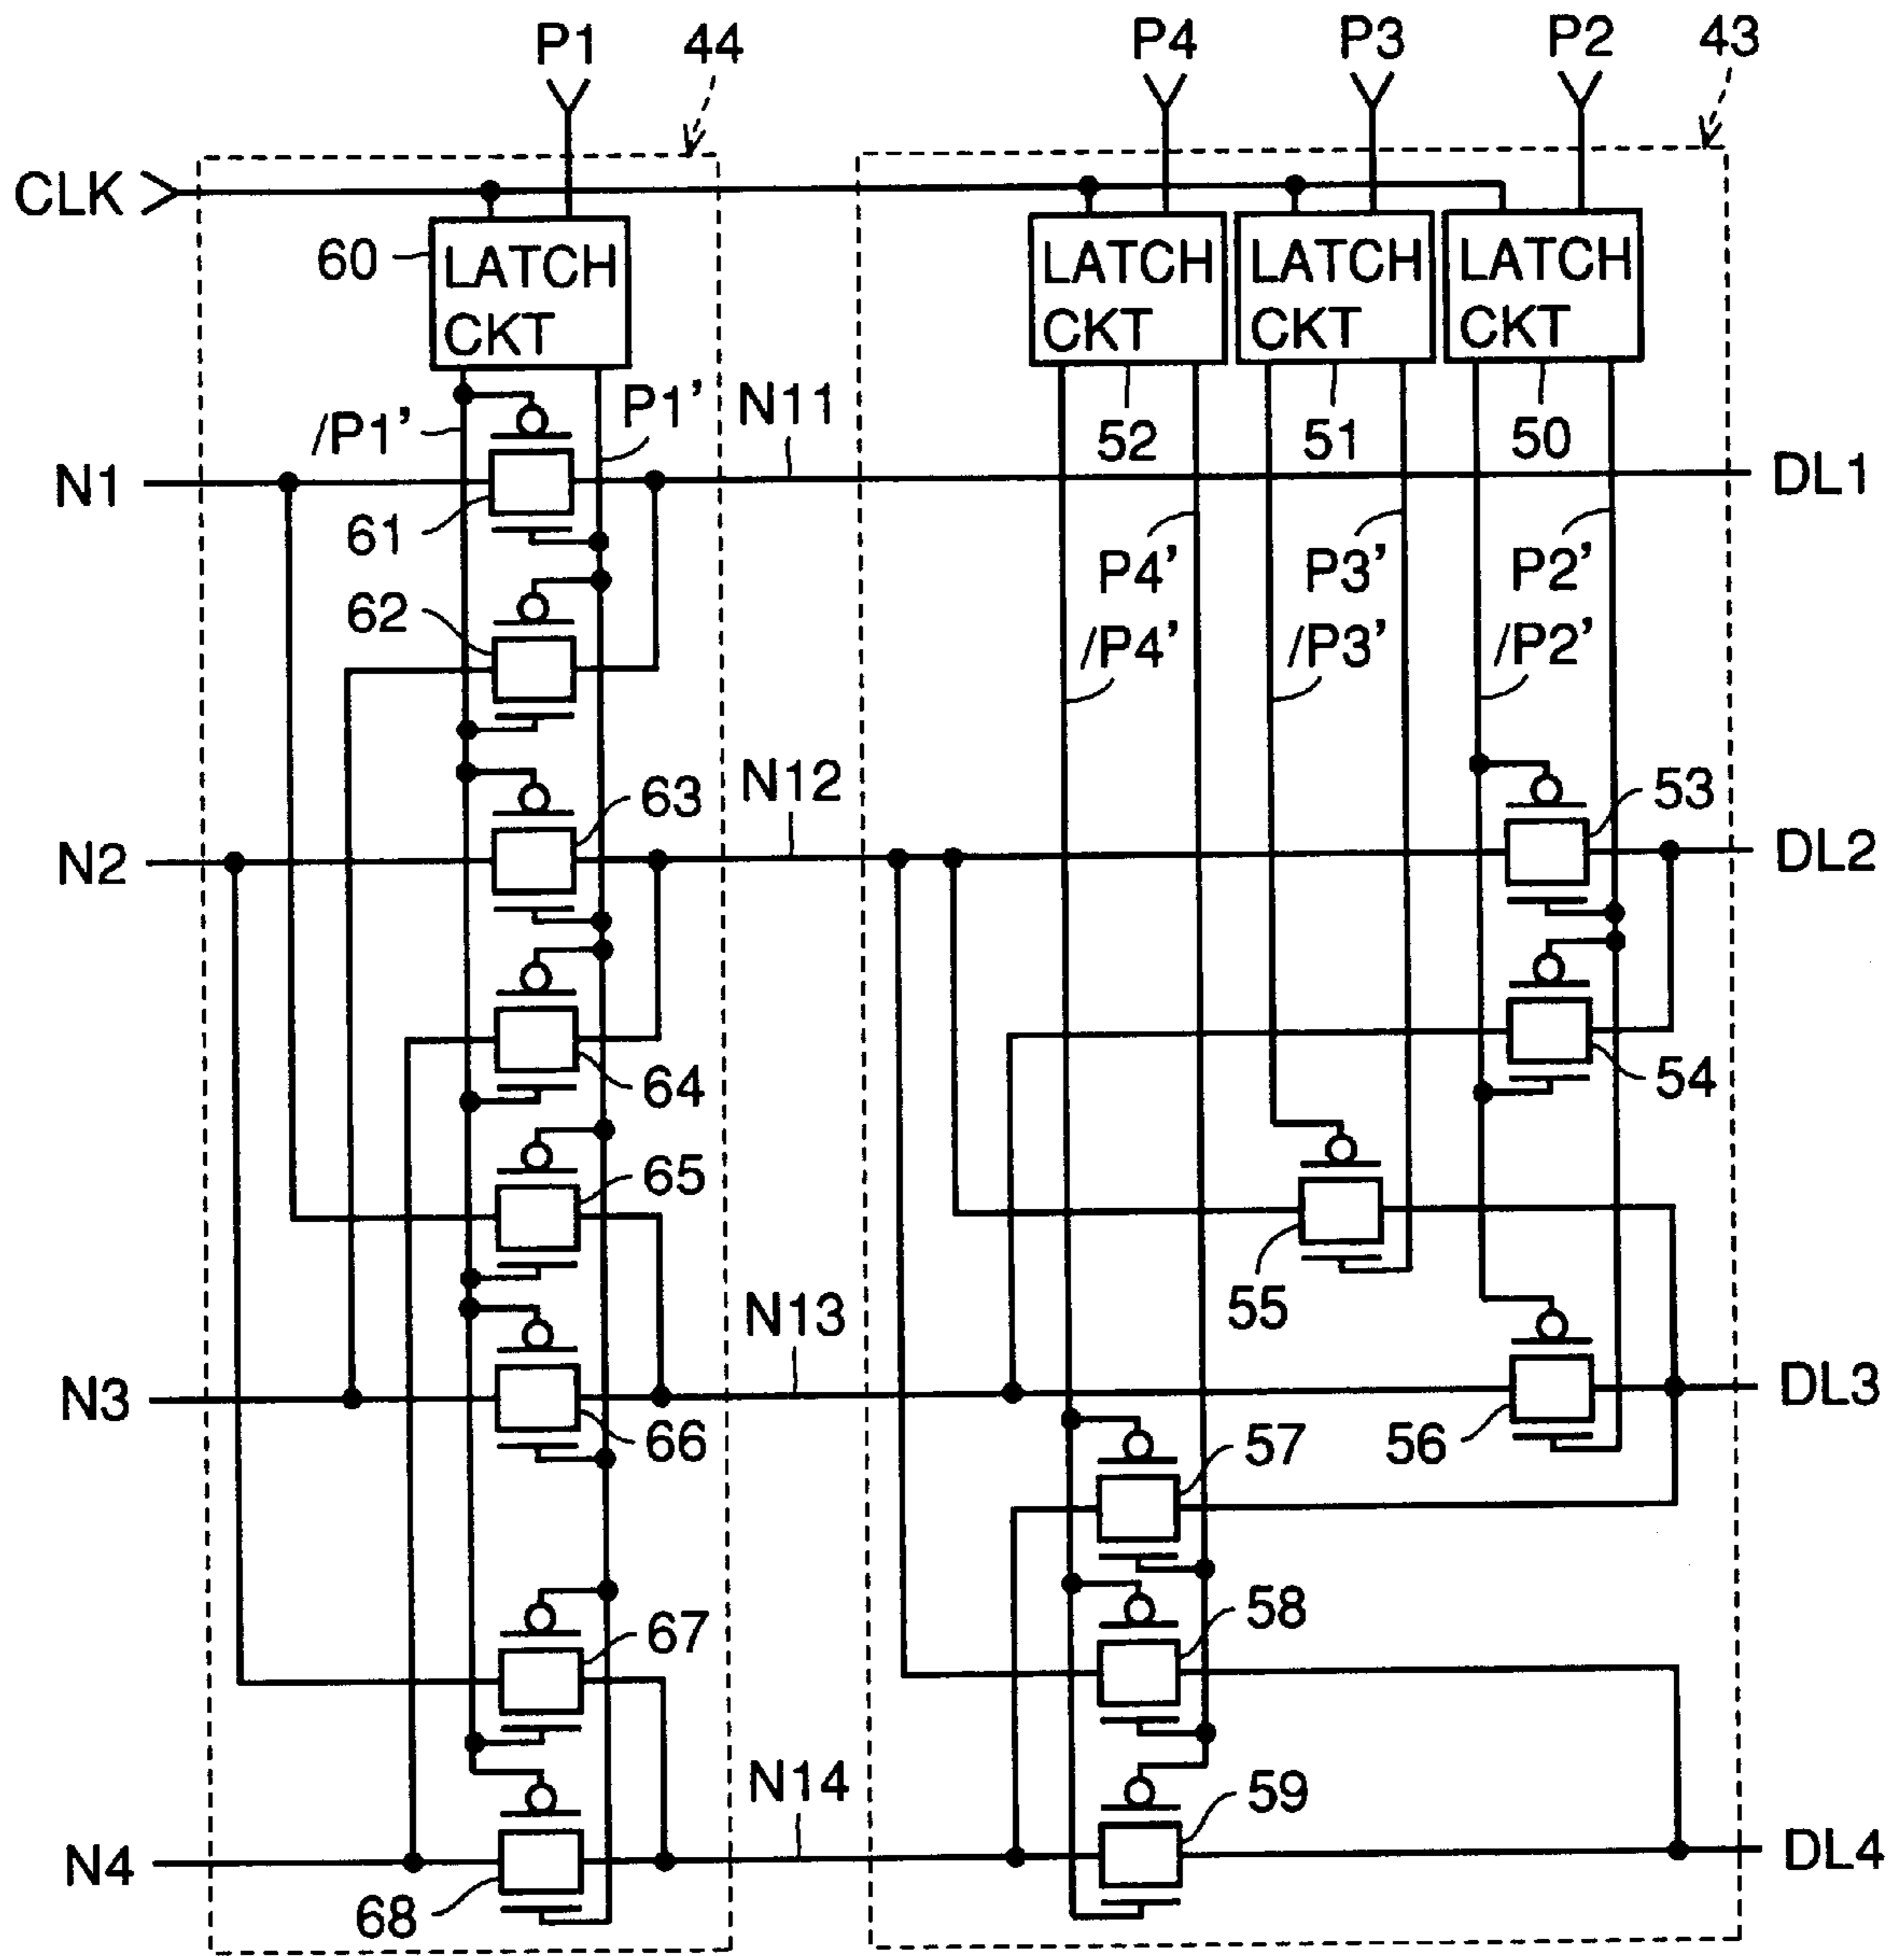 P1
44
P4
P3
P2
43
CLK
60
LATCH
CKT
LATCH
CKT
LATCH
CKT
LATCH
CKT
/P1'
P1'
N11
52
51
50
N1
DL1
61
P4'
P3'
P2'
62
/P4'
/P3'
/P2'
N12
63
53
N2
DL2
64
54
65
55
N13
N3
DL3
66
57
56
67
58
N14
59
N4
DL4
68